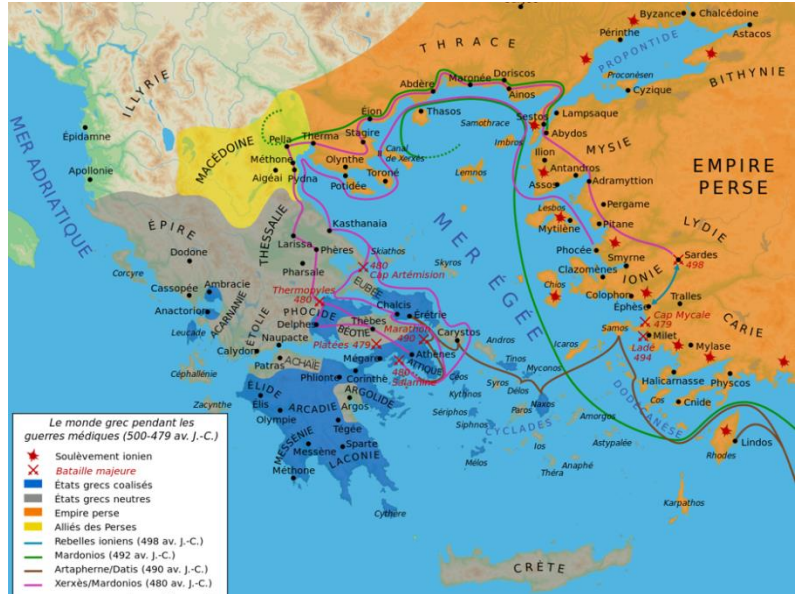 Byzance
Chalcédoine
Périnthe
Astacos
THRACE
PROPONTIDE
Proconèsen
BITHYNIE
Cyzique
ILLYRIE
Abdère
Maronée
Doriscos
Ainos
Éion
Thasos
Samothrace
Sestos
Lampsaque
Abydos
MER ADRIATIQUE
Épidamne
Apollonie
MACÉDOINE
Pella
Therma
Stagire
Canal
de Xerxès
Imbros
Ilion
MYSIE
Méthone
Aigéai
Pydna
Olynthe
Potidée
Toroné
Lemnos
Antandros
Assos
Adramyttion
EMPIRE
PERSE
Pergame
ÉPIRE
Dodone
THESSALIE
Kasthanaia
Larissa
Phères
Pharsale
Skiathos
480
Cap Artémision
Skyros
MER ÉGÉE
Lesbos
Mytilène
Pitane
LYDIE
Phocée
Smyrne
Sardes
498
Corcyre
Cassopée
Ambracie
Anactorion
Leucade
ACARNANIE
ÉTOLIE
Thermopyles
480
EUBÉE
Chios
Clazomènes
IONIE
Colophon
Éphèse
Tralles
Cap Mycale
479
CARIE
PHOCIDE
Delphes
Chalcis
Érétrie
Thèbes
BÉOTIE
Marathon
490
Carystos
Samos
Ladè
494
Milet
Mylase
Naupacte
Calydon
Platées 479
Céphallénie
Patras
ACHAÏE
Mégare
Athènes
ATTIQUE
480
Salamine
Andros
Tinos
Myconos
Icaros
Halicarnasse
Physcos
Phlionte
Corinthe
Céos
Syros
Délos
Cos
Cnide
Zacynthe
ÉLIDE
Élis
Olympie
ARCADIE
ARGOLIDE
Argos
Kythnos
Sériphos
Siphnos
Paros
Naxos
CYCLADES
Amorgos
DODÉCANÈSE
Astypalée
Lindos
Rhodes
Tégée
MESSÉNIE
Messène
Sparte
LACONIE
Méthone
Mélos
Ios
Théra
Anaphé
Karpathos
Cythère
CRÈTE
Le monde grec pendant les
guerres médiques (500-479 av. J.-C.)
Soulèvement ionien
Bataille majeure
États grecs coalisés
États grecs neutres
Empire perse
Alliés des Perses
Rebelles ioniens (498 av. J.-C.)
Mardonios (492 av. J.-C.)
Artapherne/Datis (490 av. J.-C.)
Xerxès/Mardonios (480 av. J.-C.)